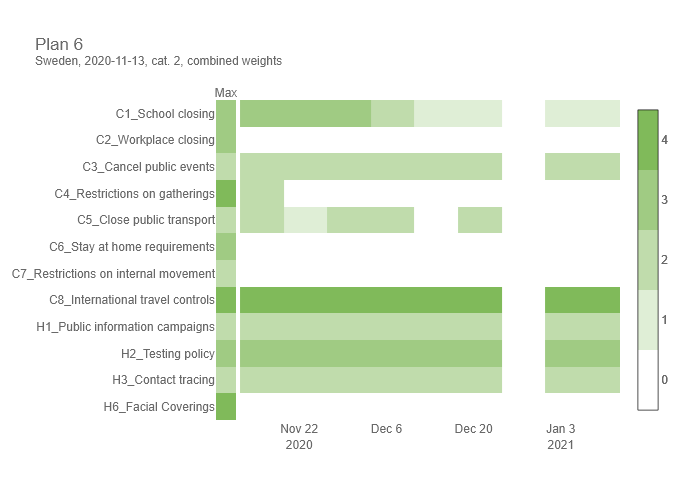 Plan 6
Sweden, 2020-11-13, cat. 2, combined weights
Max
C1_School closing
C2_Workplace closing
C3_Cancel public events
C4_Restrictions on gatherings
C5_Close public transport
C6_Stay at home requirements
C7_Restrictions on internal movement
C8_International travel controls
H1_Public information campaigns
H2_Testing policy
H3_Contact tracing
H6_Facial Coverings
Nov 22 Dec 6 Dec 20 Jan 3
2020 2021
4
3
2
1
0